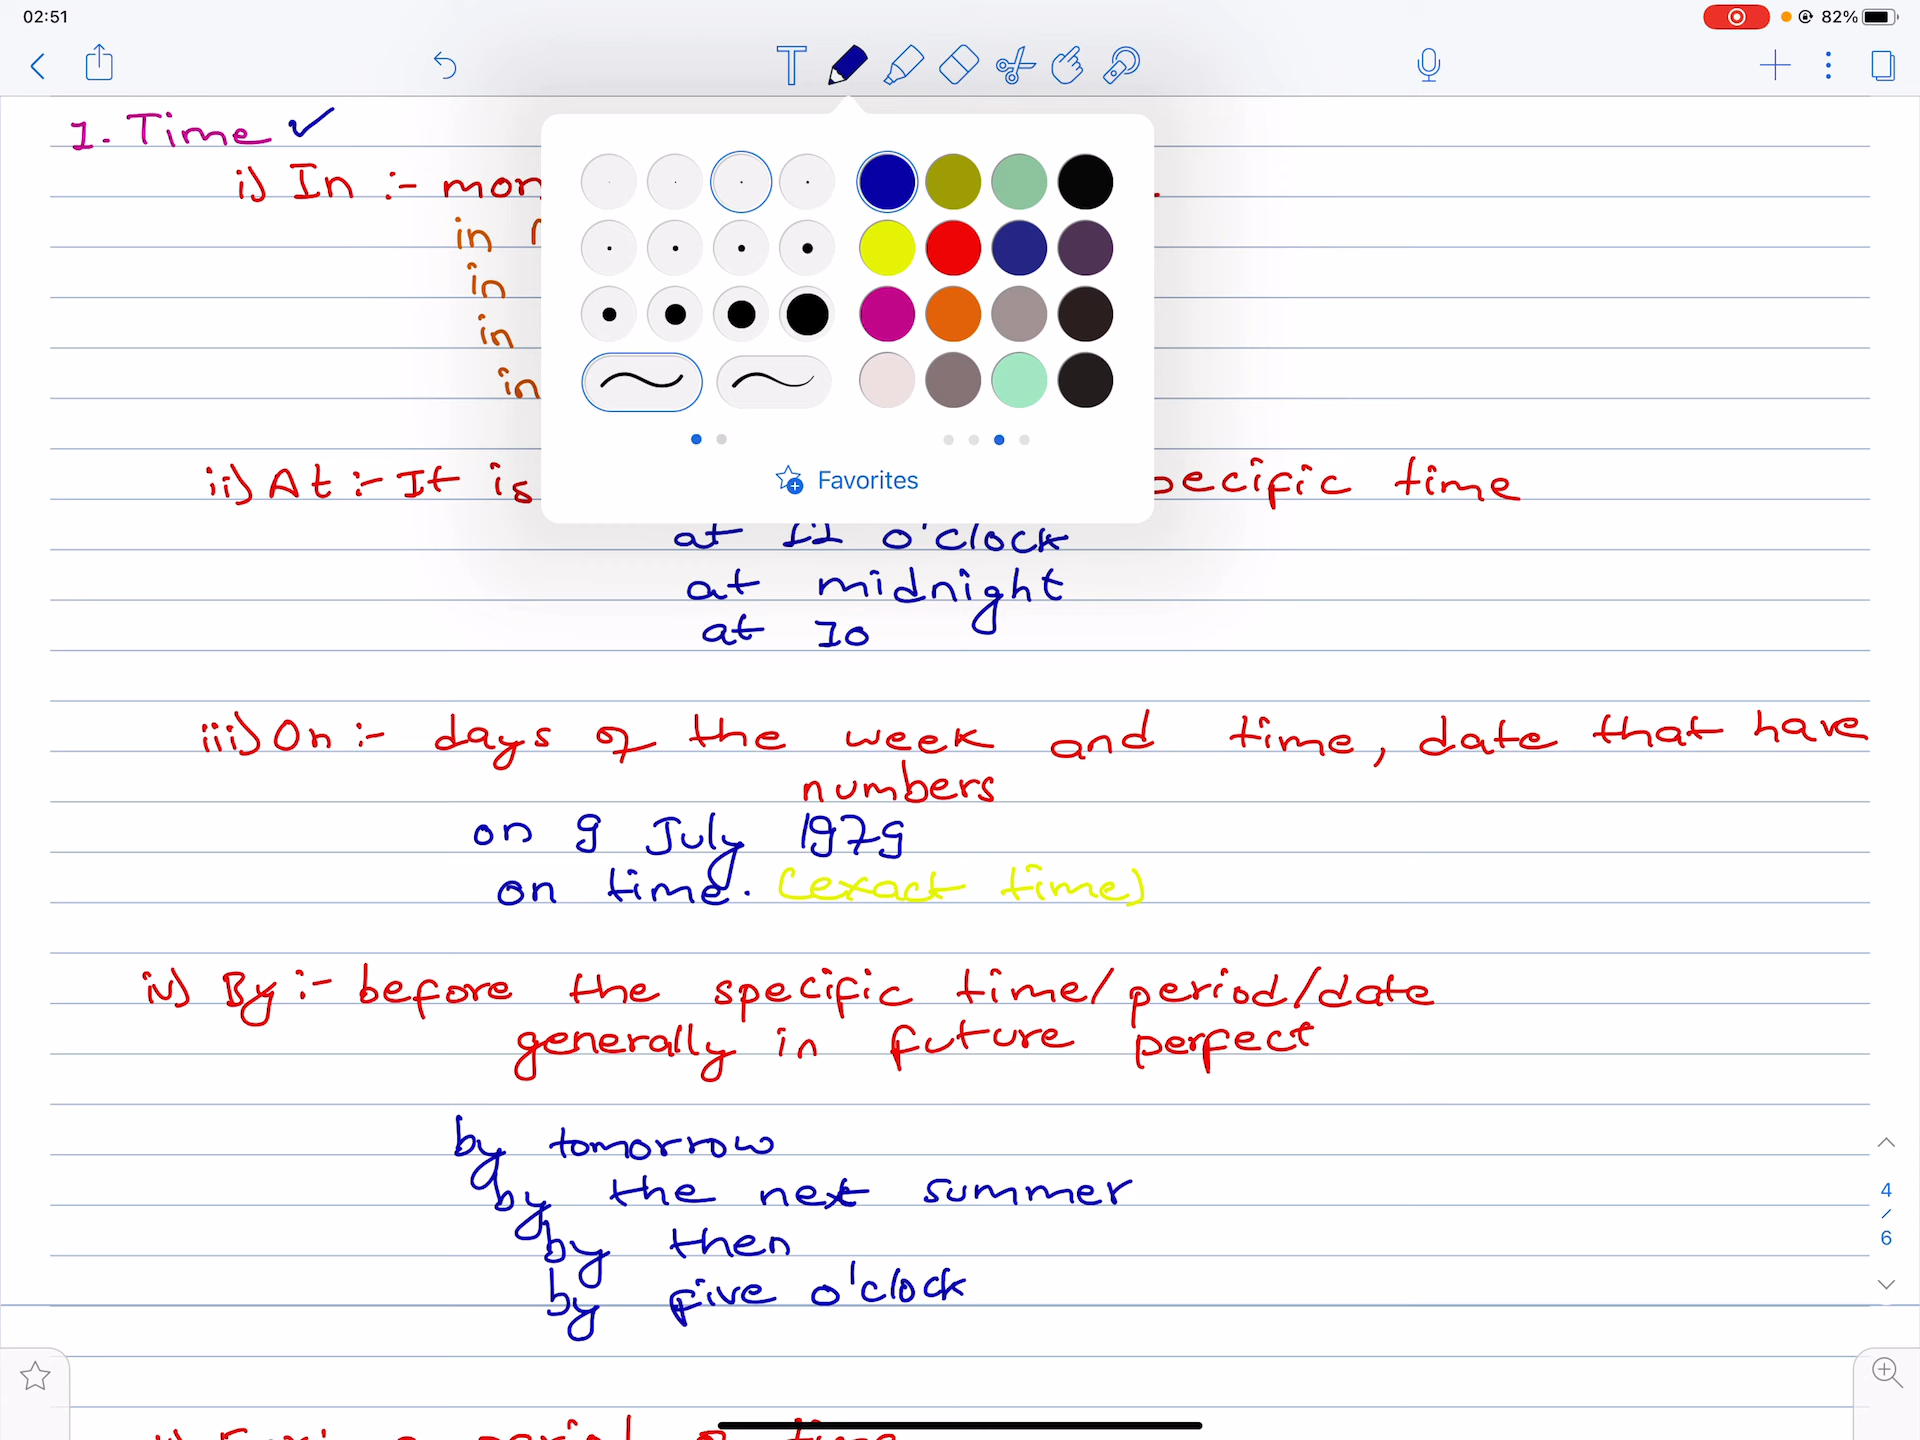 02:51
82%
1. Time ✓
i) In :- mon
in
in
in
in
ii) At :- It is
Favorites
pecific time
at 12 o'clock
at midnight
at 10
iii) On :- days of the week and time, date that have
numbers
on 9 July 1979
on time. (exact time)
iv) By :- before the specific time/period/date
generally in future perfect
by tomorrow
by the next summer
by then
by five o'clock
4
/
6